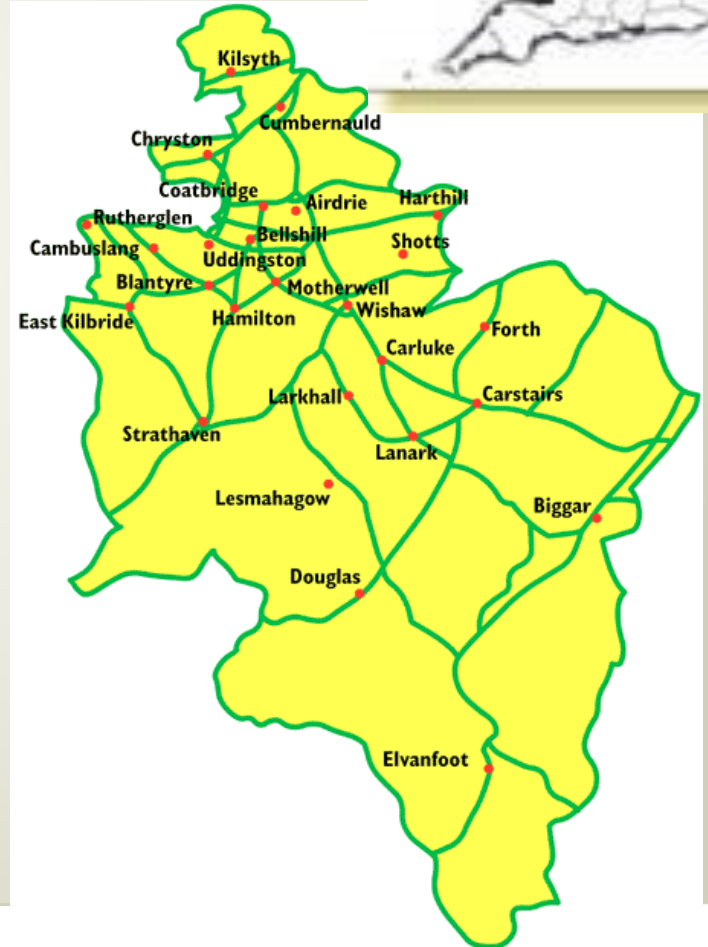 Kilsyth
Cumbernauld
Chryston
Coatbridge
Airdrie
Harthill
Rutherglen
Bellshill
Shotts
Cambuslang
Uddingston
Blantyre
Motherwell
Wishaw
East Kilbride
Hamilton
Forth
Carluke
Larkhall
Carstairs
Strathaven
Lanark
Lesmahagow
Biggar
Douglas
Elvanfoot